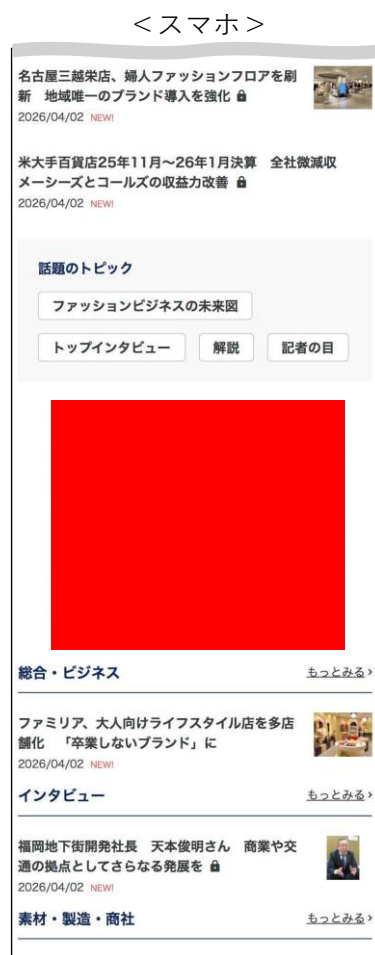 ＜スマホ＞
名古屋三越栄店、婦人ファッションフロアを刷
新　地域唯一のブランド導入を強化
2026/04/02 NEW!
米大手百貨店25年11月～26年1月決算　全社微減収
メーシーズとコールズの収益力改善
2026/04/02 NEW!
話題のトピック
ファッションビジネスの未来図
トップインタビュー 解説 記者の目
総合・ビジネス もっとみる›
ファミリア、大人向けライフスタイル店を多店
舗化　「卒業しないブランド」に
2026/04/02 NEW!
インタビュー もっとみる›
福岡地下街開発社長　天本俊明さん　商業や交
通の拠点としてさらなる発展を
2026/04/02 NEW!
素材・製造・商社 もっとみる›